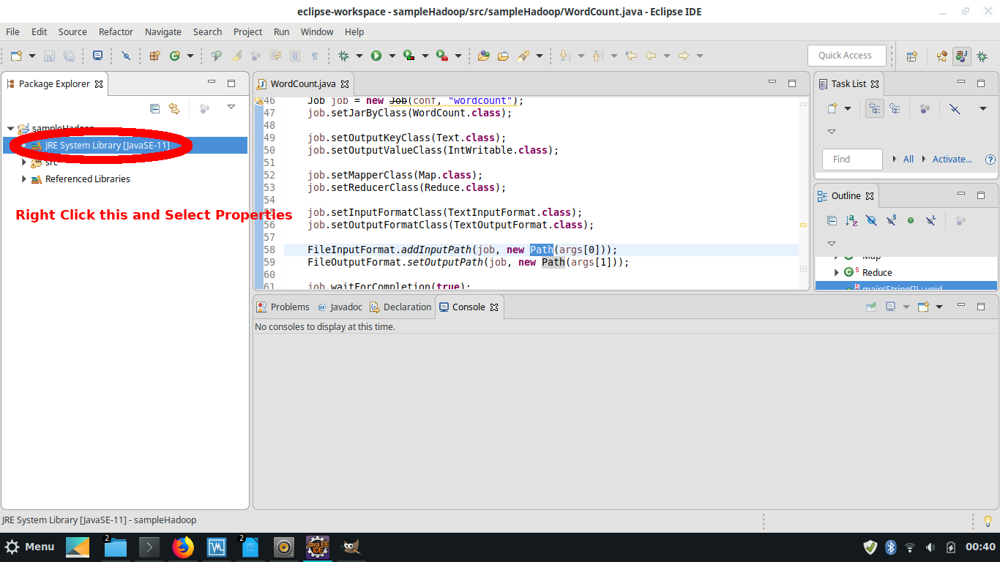 eclipse-workspace - sampleHadoop/src/sampleHadoop/WordCount.java - Eclipse IDE
File Edit Source Refactor Navigate Search Project Run Window Help
Quick Access
Package Explorer
sampleHadoop
JRE System Library [JavaSE-11]
src
Referenced Libraries
Right Click this and Select Properties
WordCount.java
46 Job job = new Job(conf, "wordcount");
47 job.setJarByClass(WordCount.class);
48
49 job.setOutputKeyClass(Text.class);
50 job.setOutputValueClass(IntWritable.class);
51
52 job.setMapperClass(Map.class);
53 job.setReducerClass(Reduce.class);
54
55 job.setInputFormatClass(TextInputFormat.class);
56 job.setOutputFormatClass(TextOutputFormat.class);
57
58 FileInputFormat.addInputPath(job, new Path(args[0]));
59 FileOutputFormat.setOutputPath(job, new Path(args[1]));
60
61 job.waitForCompletion(true);
Task List
Find All Activate...
Outline
Map
Reduce
main(String[]) : void
Problems Javadoc Declaration Console
No consoles to display at this time.
JRE System Library [JavaSE-11] - sampleHadoop
Menu 2 2 Java EE IDE 00:40